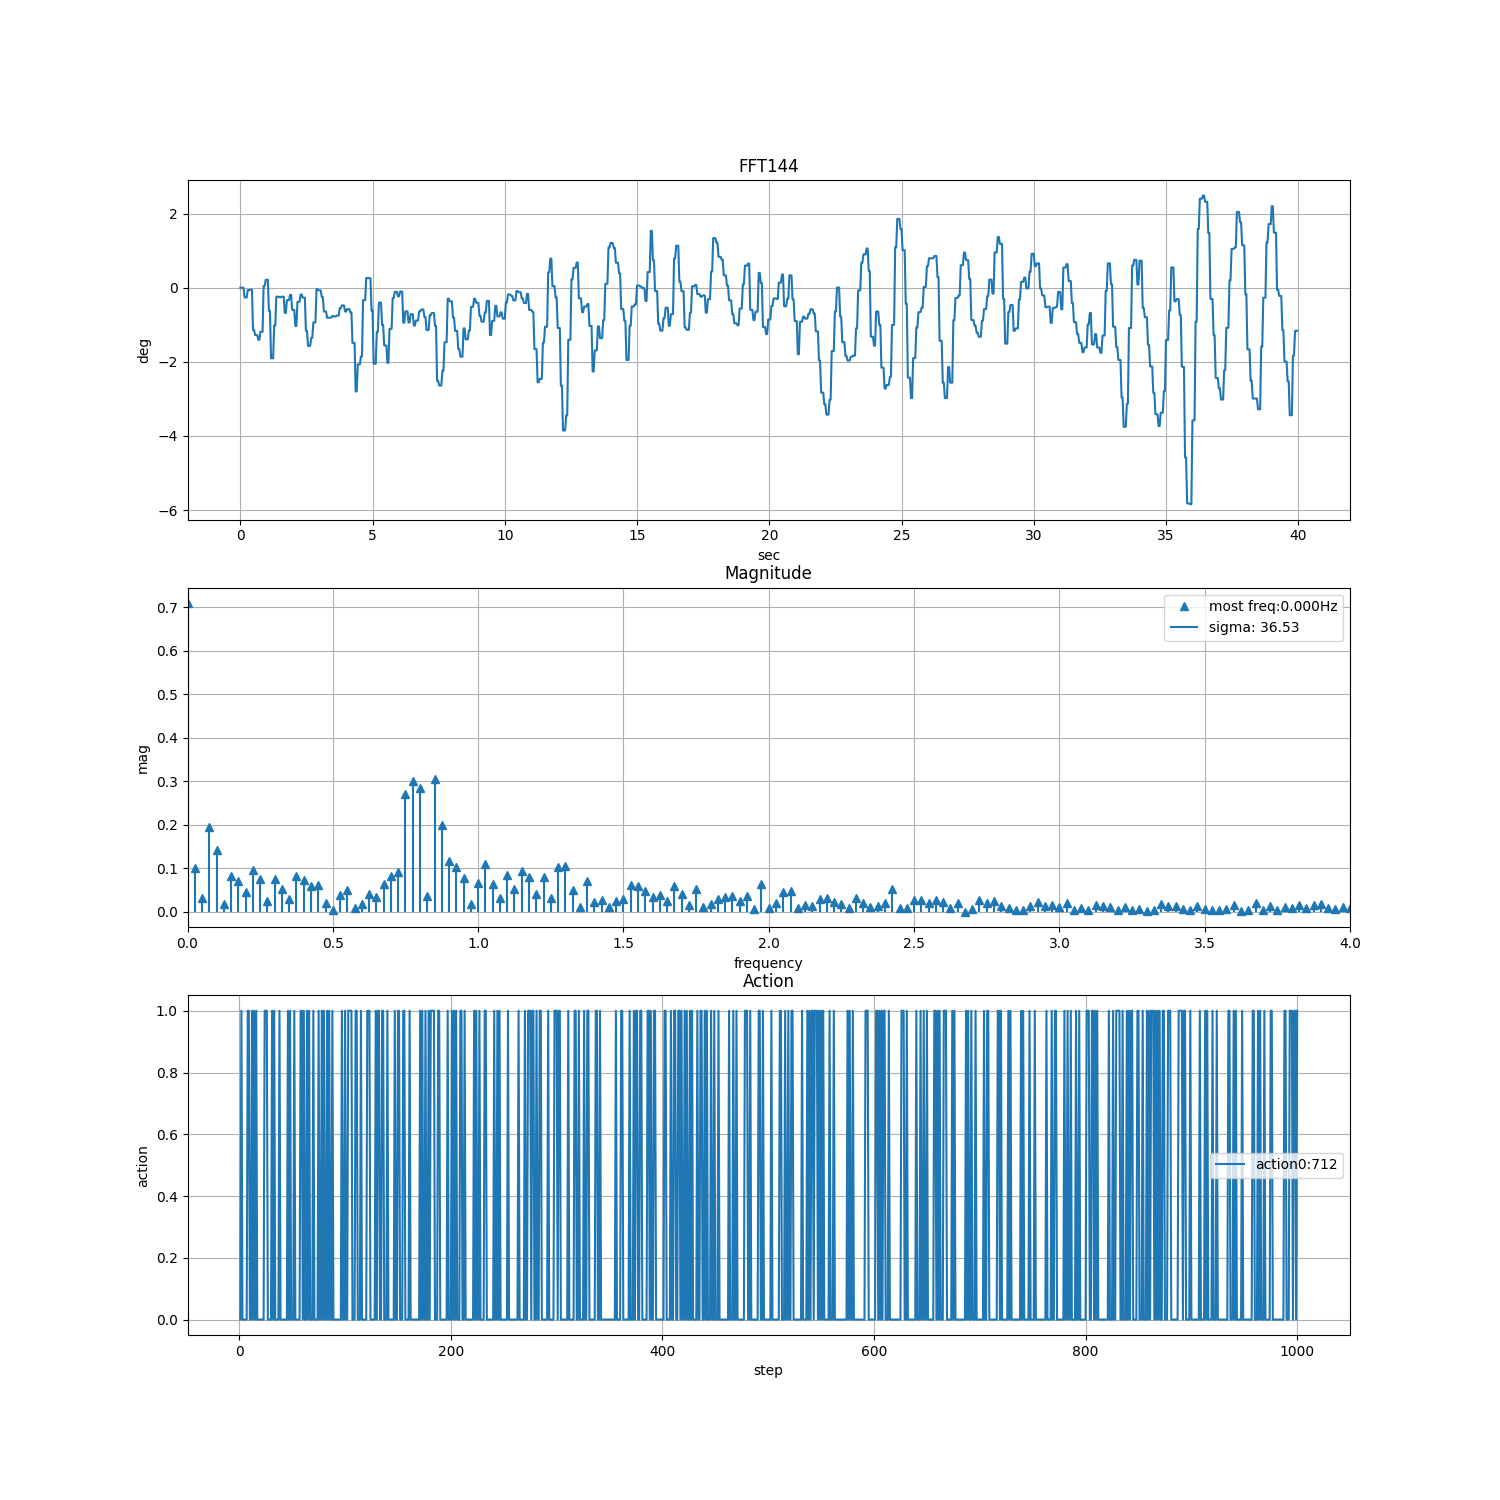 FFT144
2
0
−2
−4
−6
deg
0 5 10 15 20 25 30 35 40
sec
Magnitude
0.7
0.6
0.5
0.4
0.3
0.2
0.1
0.0
mag
most freq:0.000Hz
sigma: 36.53
0.0 0.5 1.0 1.5 2.0 2.5 3.0 3.5 4.0
frequency
Action
1.0
0.8
0.6
0.4
0.2
0.0
action
action0:712
0 200 400 600 800 1000
step